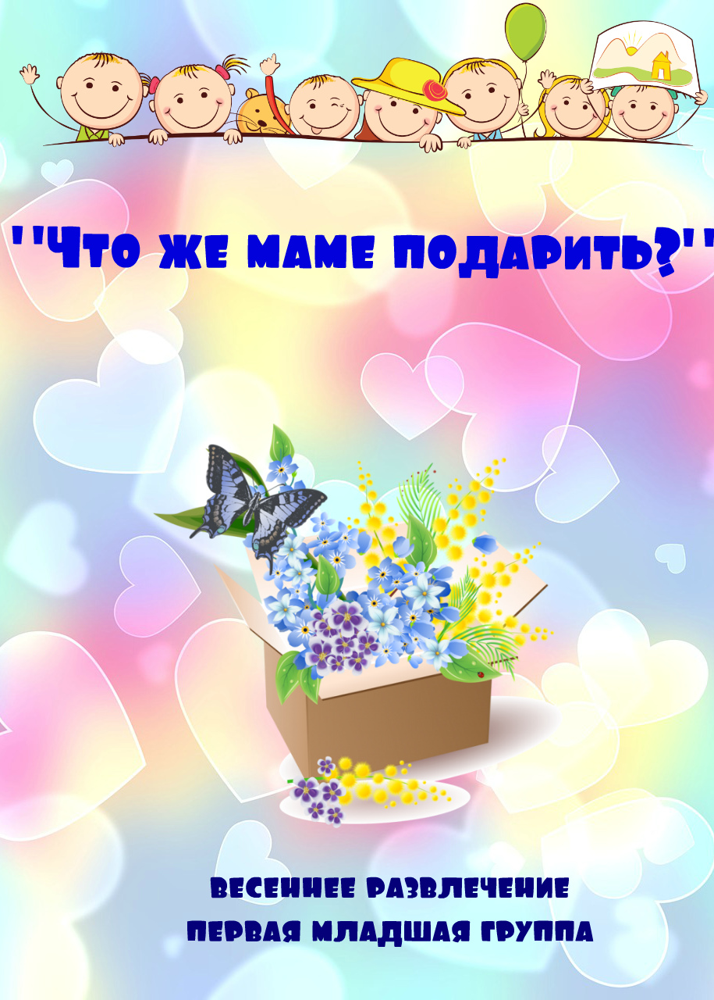 ''Что же маме подарить?''
весеннее развлечение
первая младшая группа